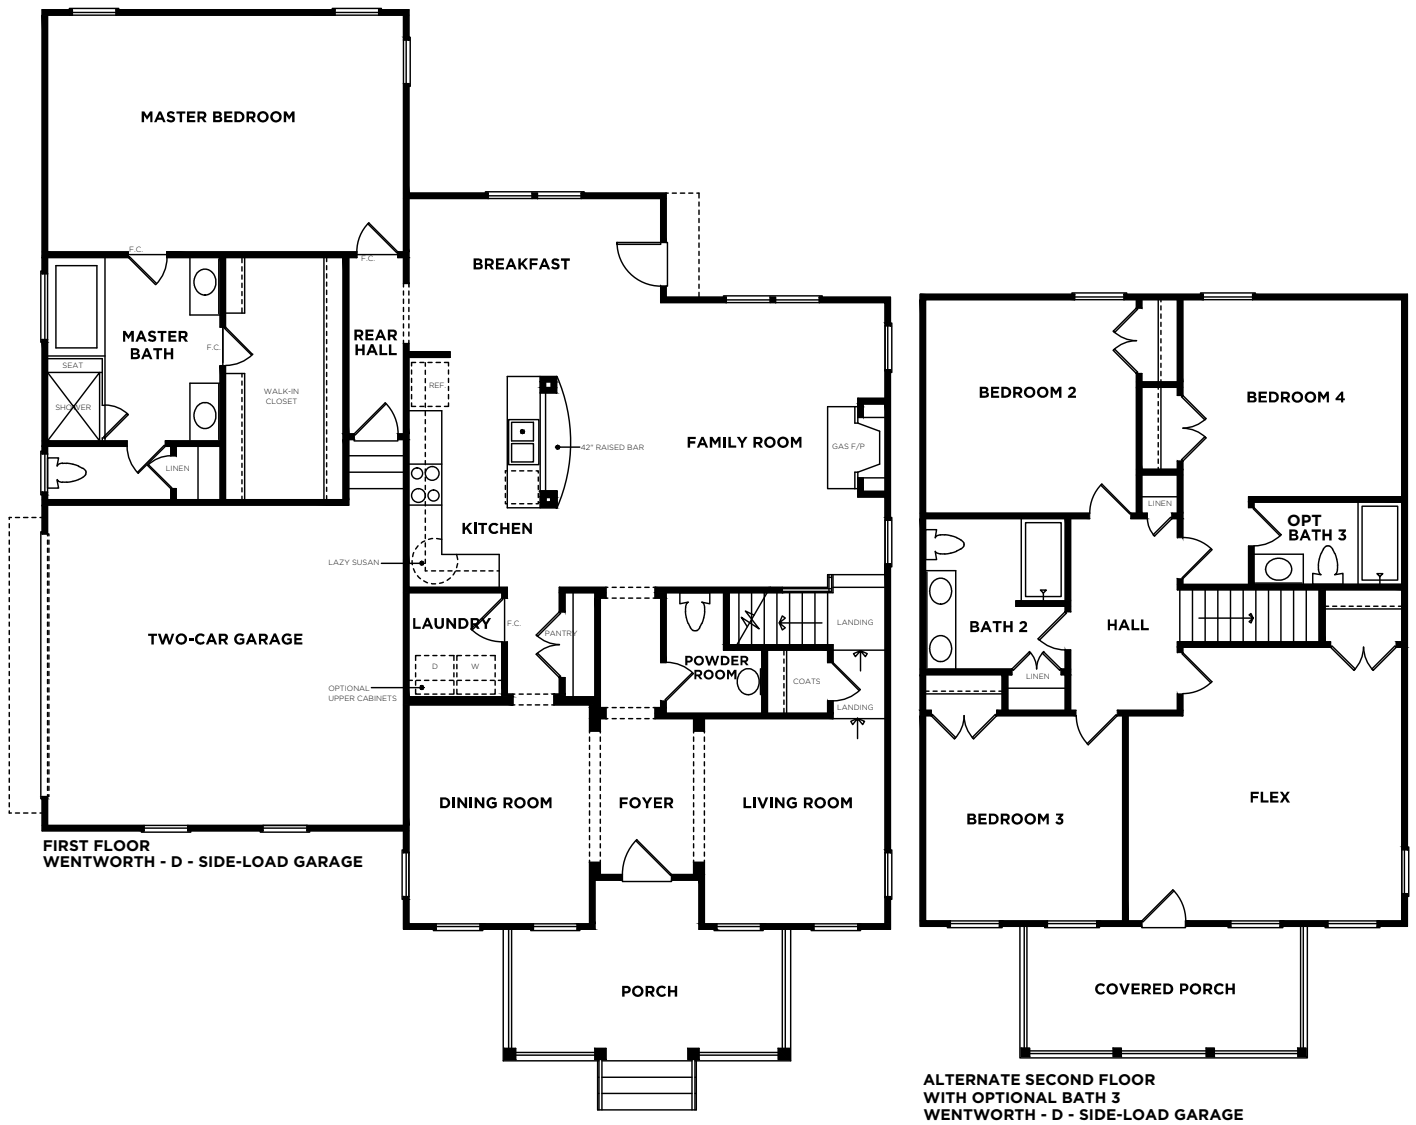 MASTER BEDROOM
F.C.
F.C.
BREAKFAST
MASTER
BATH
F.C.
REAR
HALL
SEAT
SHOWER
WALK-IN
CLOSET
REF.
LINEN
42" RAISED BAR
FAMILY ROOM
GAS F/P
KITCHEN
LAZY SUSAN
TWO-CAR GARAGE
LAUNDRY
F.C.
PANTRY
D
W
OPTIONAL
UPPER CABINETS
POWDER
ROOM
COATS
LANDING
LANDING
DINING ROOM
FOYER
LIVING ROOM
FIRST FLOOR
WENTWORTH - D - SIDE-LOAD GARAGE
PORCH
BEDROOM 2
BEDROOM 4
LINEN
OPT
BATH 3
BATH 2
HALL
LINEN
BEDROOM 3
FLEX
COVERED PORCH
ALTERNATE SECOND FLOOR
WITH OPTIONAL BATH 3
WENTWORTH - D - SIDE-LOAD GARAGE